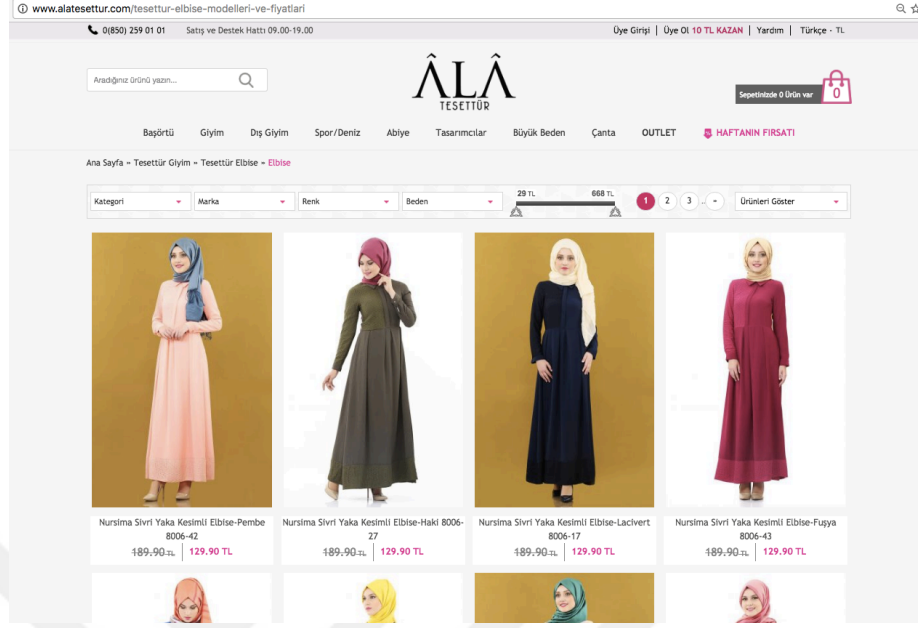 www.alatesettur.com/tesettur-elbise-modelleri-ve-fiyatlari
0(850) 259 01 01 Satış ve Destek Hattı 09.00-19.00 Üye Girişi | Üye Ol 10 TL KAZAN | Yardım | Türkçe - TL
Aradığınız ürünü yazın...
ÂLÂ
TESETTÜR
Sepetinizde 0 Ürün var 0
Başörtü Giyim Dış Giyim Spor/Deniz Abiye Tasarımcılar Büyük Beden Çanta OUTLET HAFTANIN FIRSATI
Ana Sayfa » Tesettür Giyim » Tesettür Elbise » Elbise
29 TL 668 TL
Kategori Marka Renk Beden 1 2 3 .. » Ürünleri Göster
Nursima Sivri Yaka Kesimli Elbise-Pembe
8006-42
189.90 TL 129.90 TL
Nursima Sivri Yaka Kesimli Elbise-Haki 8006-
27
189.90 TL 129.90 TL
Nursima Sivri Yaka Kesimli Elbise-Lacivert
8006-17
189.90 TL 129.90 TL
Nursima Sivri Yaka Kesimli Elbise-Fuşya
8006-43
189.90 TL 129.90 TL